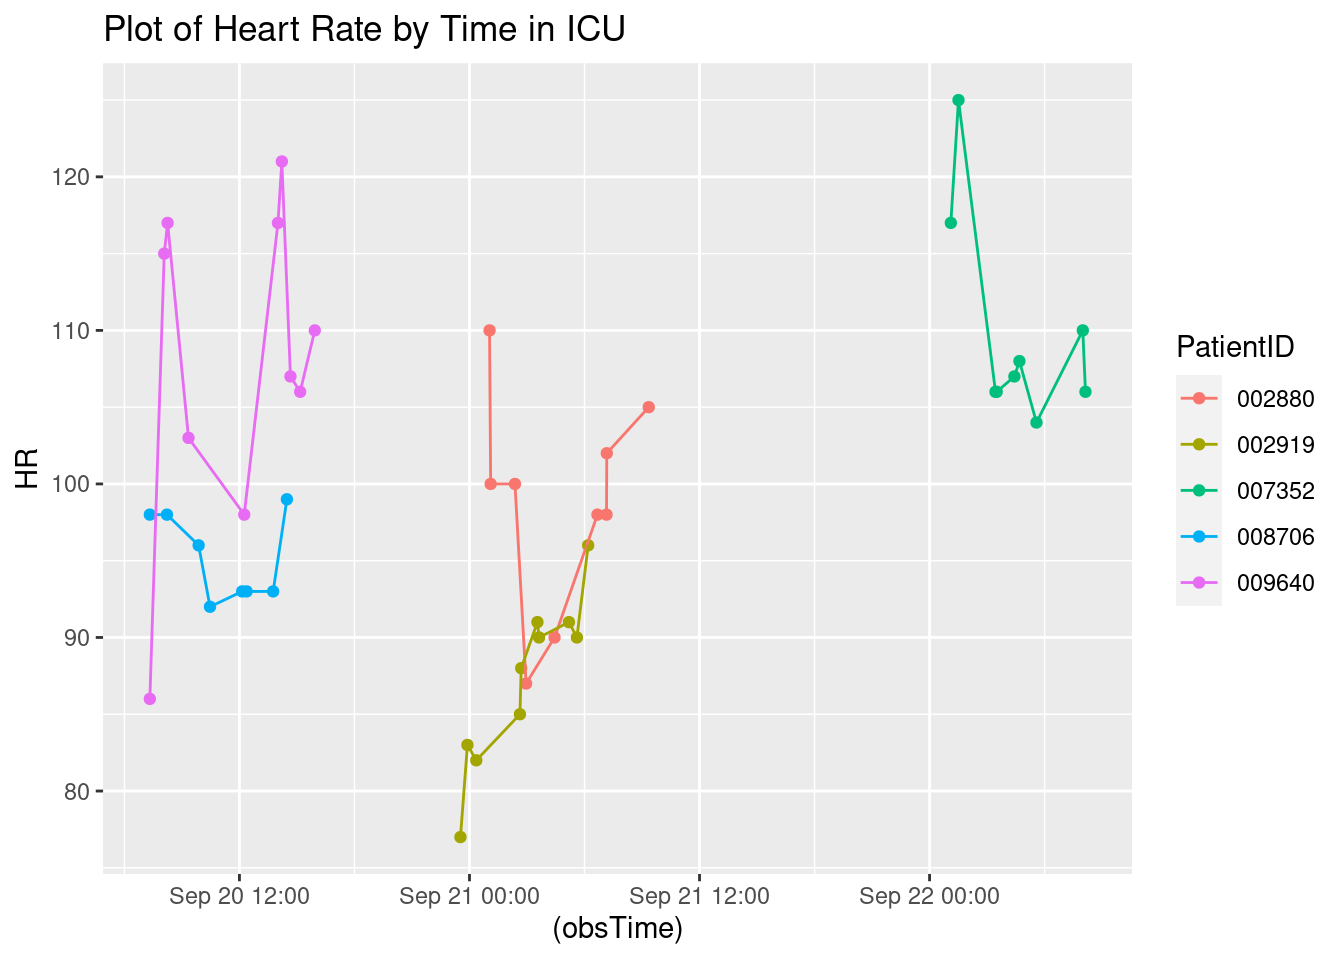 Plot of Heart Rate by Time in ICU
HR
120
110
100
90
80
Sep 20 12:00
Sep 21 00:00
Sep 21 12:00
Sep 22 00:00
(obsTime)
PatientID
002880
002919
007352
008706
009640